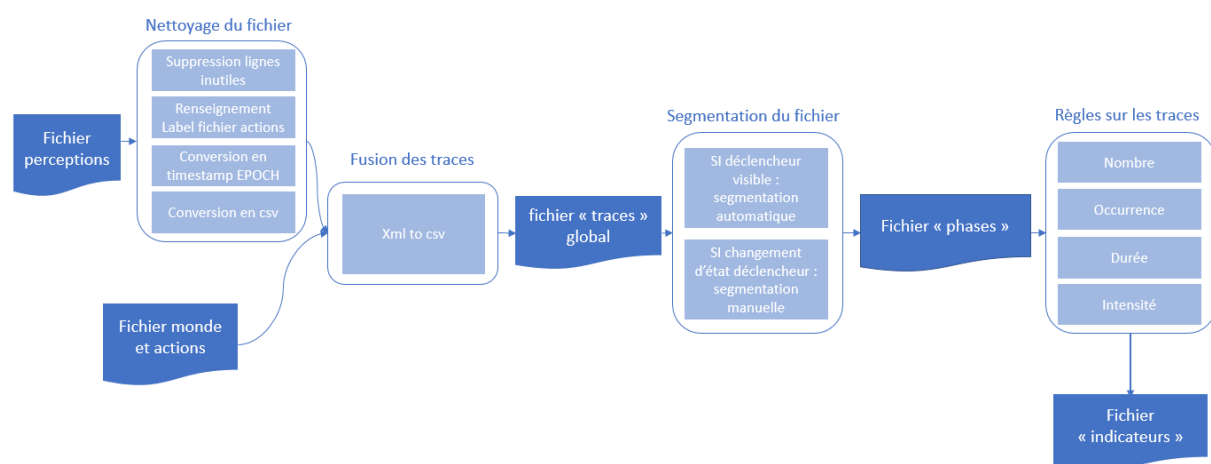 Nettoyage du fichier
Suppression lignes
inutiles
Renseignement
Label fichier actions
Conversion en
timestamp EPOCH
Conversion en csv
Fichier
perceptions
Fichier monde
et actions
Fusion des traces
Xml to csv
fichier « traces »
global
Segmentation du fichier
SI déclencheur
visible :
segmentation
automatique
SI changement
d’état déclencheur :
segmentation
manuelle
Fichier « phases »
Règles sur les traces
Nombre
Occurrence
Durée
Intensité
Fichier
« indicateurs »